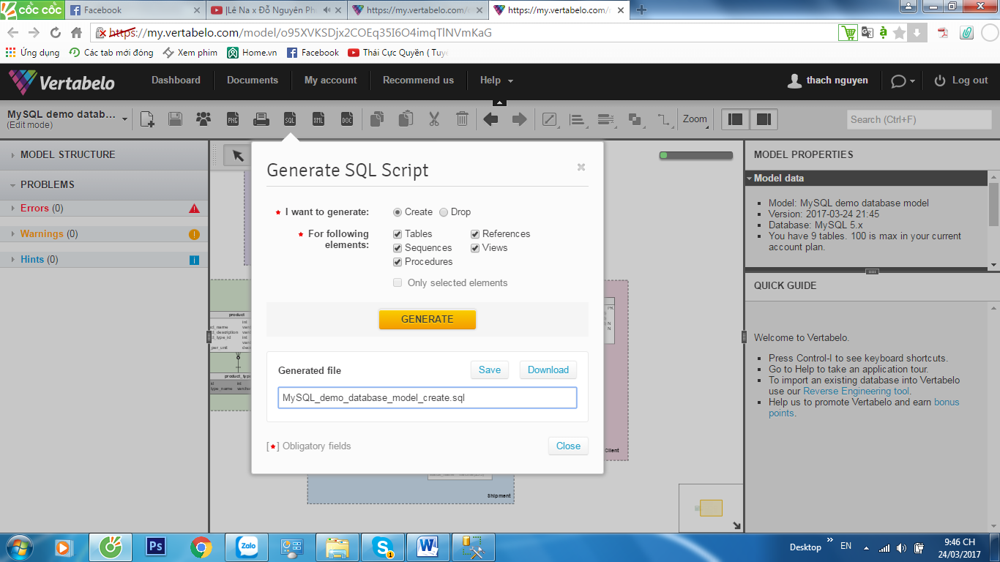 CỐC CỐC
Facebook
|Lê Na x Đỗ Nguyên Ph
https://my.vertabelo.com/
https://my.vertabelo.com/
https://my.vertabelo.com/model/o95XVKSDjx2COEq35I6O4imqTlNVmKaG
Ứng dụng
Các tab mới đóng
Xem phim
Home.vn
Facebook
Thái Cực Quyền ( Tuy
Vertabelo
Dashboard
Documents
My account
Recommend us
Help
thach nguyen
Log out
MySQL demo datab...
(Edit mode)
PNG
SQL
XML
DOC
Zoom
Search (Ctrl+F)
MODEL STRUCTURE
PROBLEMS
Errors (0)
Warnings (0)
Hints (0)
Generate SQL Script
I want to generate:
Create
Drop
For following elements:
Tables
References
Sequences
Views
Procedures
Only selected elements
GENERATE
Generated file
Save
Download
MySQL_demo_database_model_create.sql
[*] Obligatory fields
Close
product
Client
Shipment
MODEL PROPERTIES
Model data
Model: MySQL demo database model
Version: 2017-03-24 21:45
Database: MySQL 5.x
You have 9 tables. 100 is max in your current
account plan.
QUICK GUIDE
Welcome to Vertabelo.
Press Control-I to see keyboard shortcuts.
Go to Help to take an application tour.
To import an existing database into Vertabelo
use our Reverse Engineering tool.
Help us to promote Vertabelo and earn bonus
points.
Ps
Zalo
Desktop
EN
9:46 CH
24/03/2017